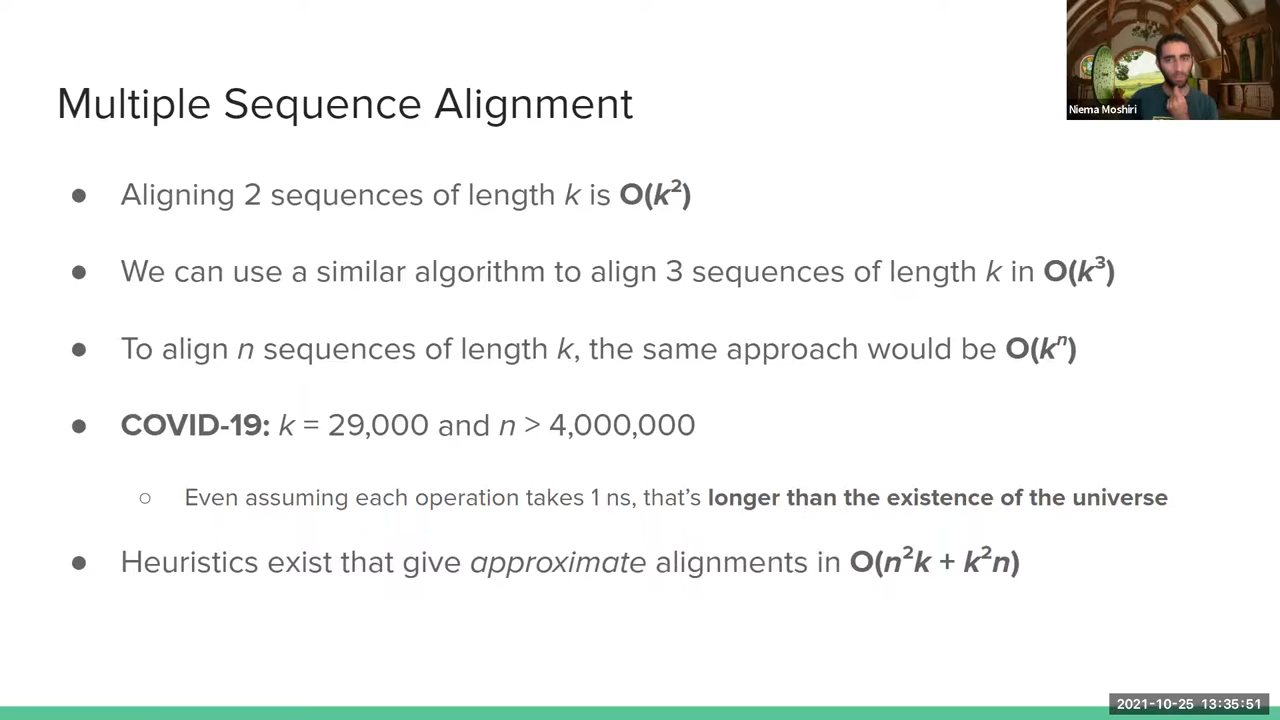 Multiple Sequence Alignment
Niema Moshiri
● Aligning 2 sequences of length k is O(k²)
● We can use a similar algorithm to align 3 sequences of length k in O(k³)
● To align n sequences of length k, the same approach would be O(kⁿ)
● COVID-19: k = 29,000 and n > 4,000,000
○ Even assuming each operation takes 1 ns, that's longer than the existence of the universe
● Heuristics exist that give approximate alignments in O(n²k + k²n)
2021-10-25 13:35:51